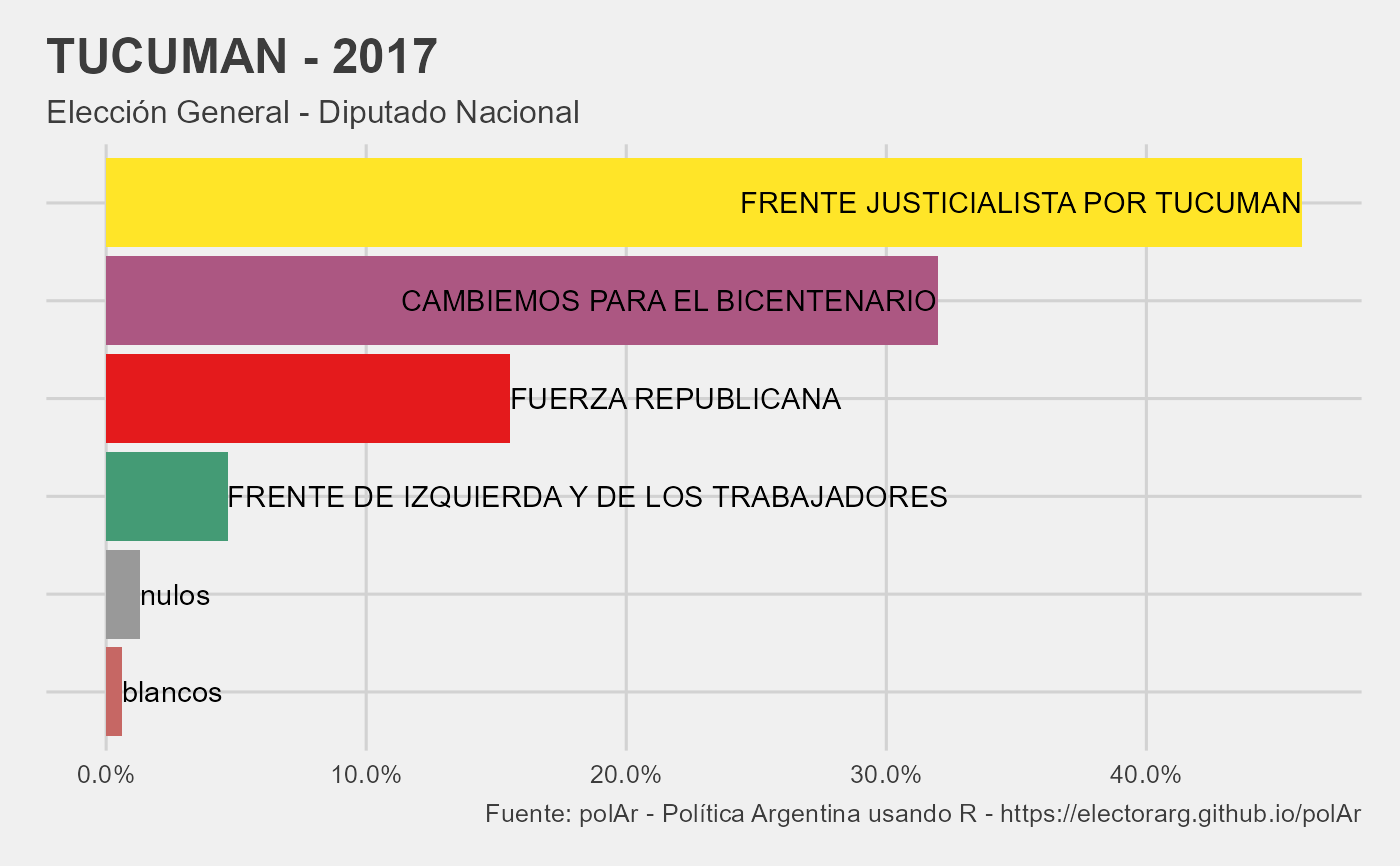 TUCUMAN - 2017
Elección General - Diputado Nacional
FRENTE JUSTICIALISTA POR TUCUMAN
CAMBIEMOS PARA EL BICENTENARIO
FUERZA REPUBLICANA
FRENTE DE IZQUIERDA Y DE LOS TRABAJADORES
nulos
blancos
0.0% 10.0% 20.0% 30.0% 40.0%
Fuente: polAr - Política Argentina usando R - https://electorarg.github.io/polAr